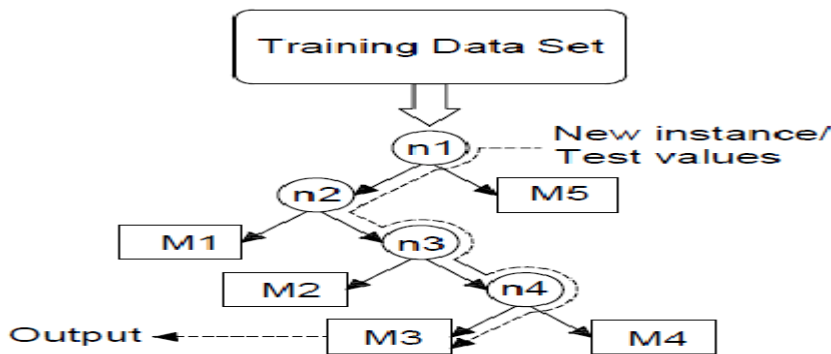 Training Data Set
New instance/
Test values
n1
n2
M5
M1
n3
M2
n4
Output
M3
M4